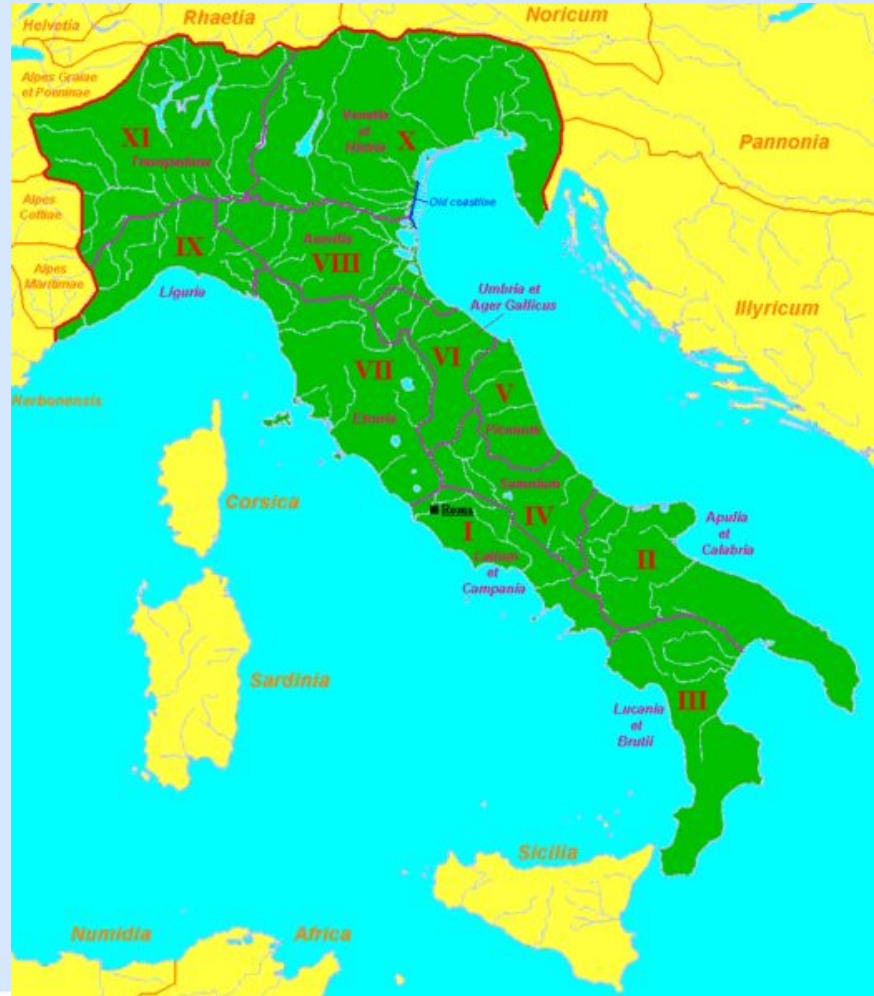 Helvetia
Rhaetia
Noricum
Alpes Graiae
et Poeninae
XI
Transpadana
Venetia
et
Histria
X
Pannonia
Old coastline
Alpes
Cottiae
IX
Aemilia
VIII
Alpes
Maritimae
Liguria
Umbria et
Ager Gallicus
Illyricum
VII
VI
V
Narbonensis
Etruria
Picenum
Samnium
Corsica
Roma
IV
I
Latium
et
Campania
Apulia
et
Calabria
II
Sardinia
III
Lucania
et
Brutii
Sicilia
Numidia
Africa